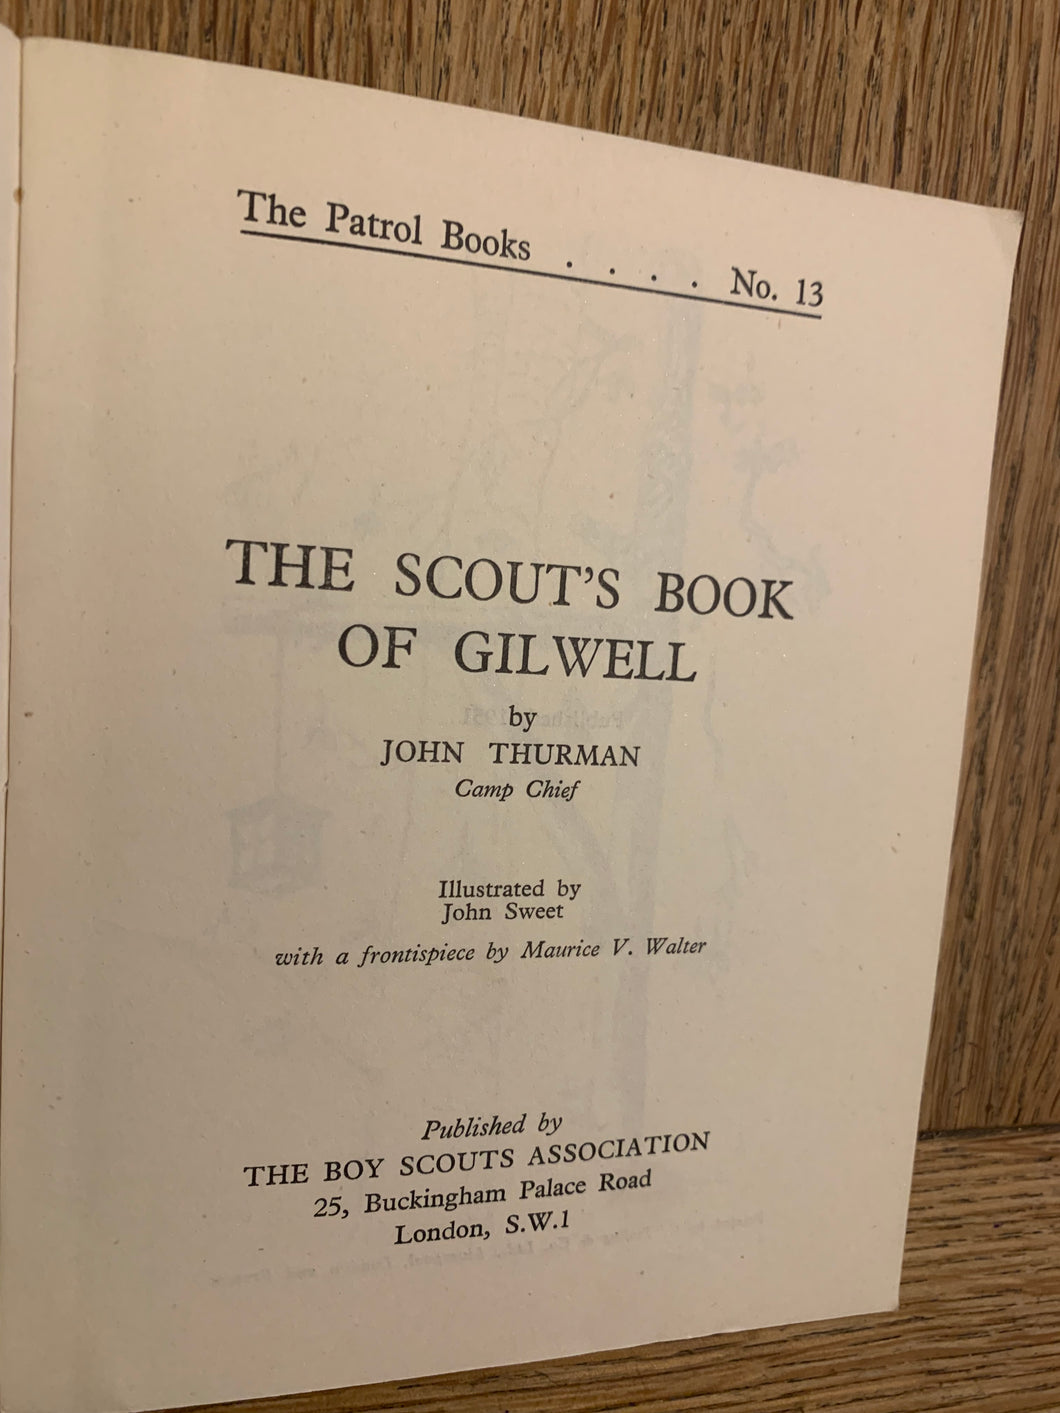 The Patrol Books . . . . No. 13
THE SCOUT'S BOOK
OF GILWELL
by
JOHN THURMAN
Camp Chief
Illustrated by
John Sweet
with a frontispiece by Maurice V. Walter
Published by
THE BOY SCOUTS ASSOCIATION
25, Buckingham Palace Road
London, S.W.1